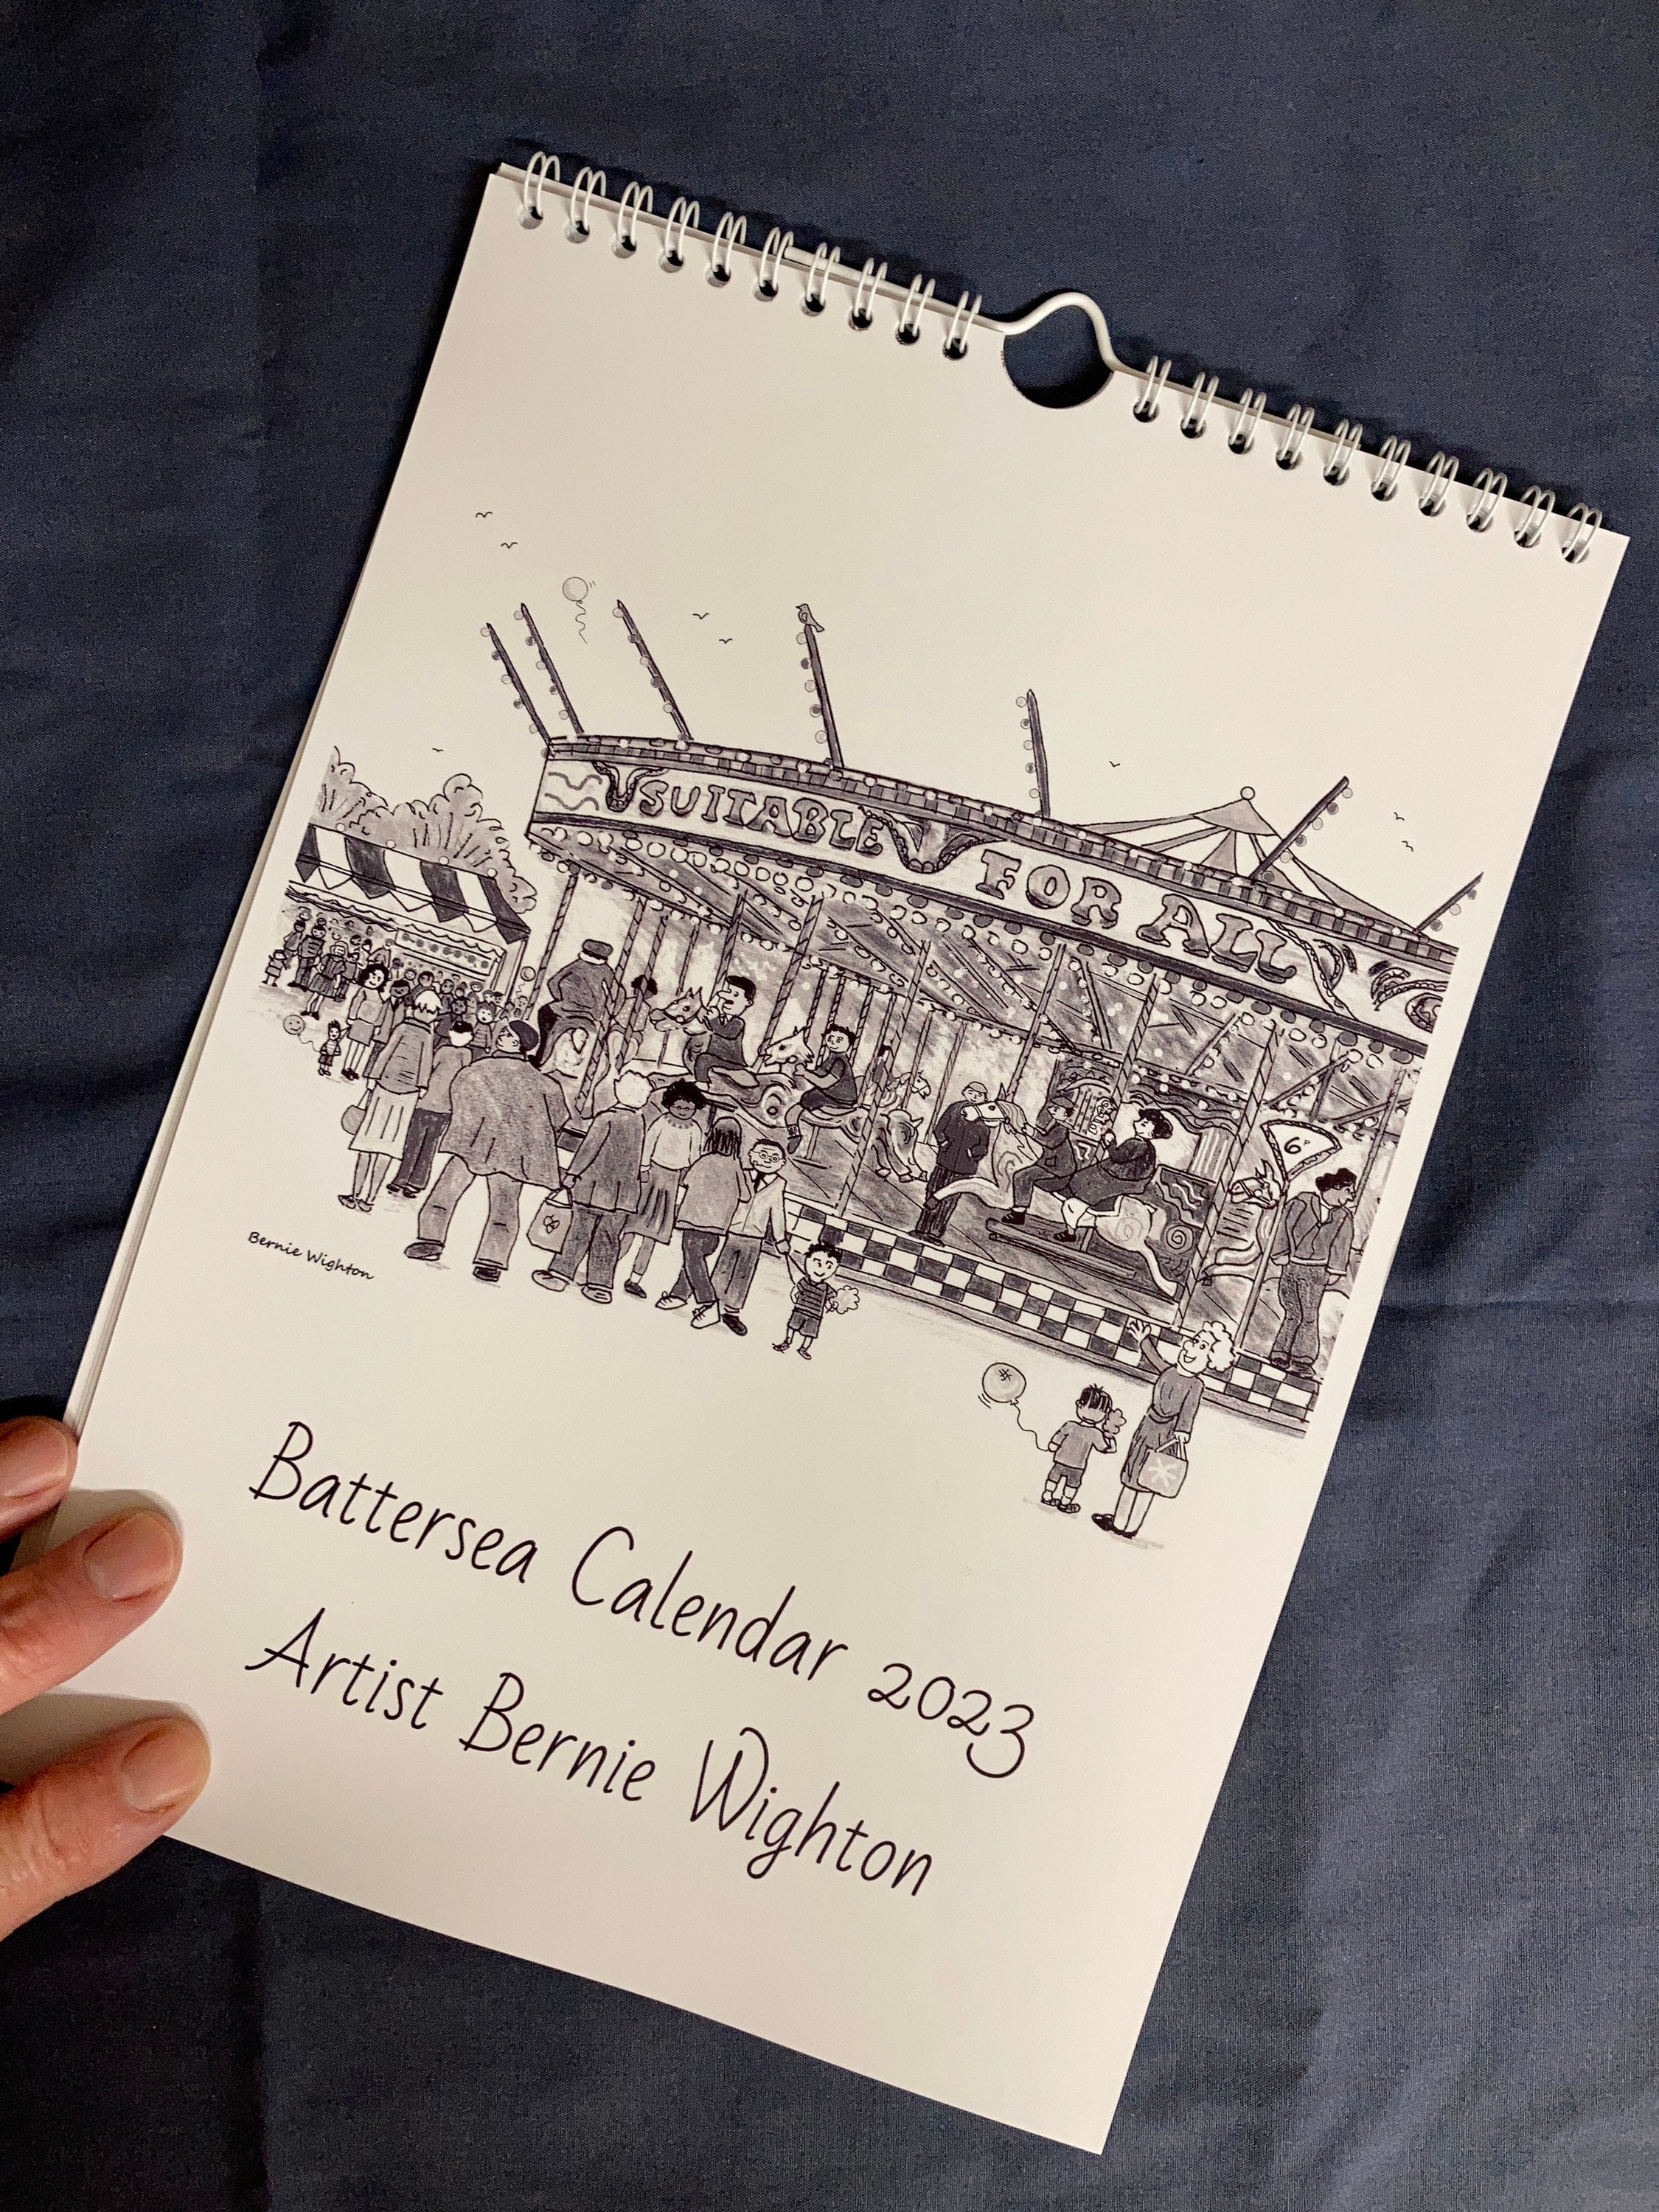 SUITABLE FOR ALL
6ᴰ
Bernie Wighton
Battersea Calendar 2023
Artist Bernie Wighton